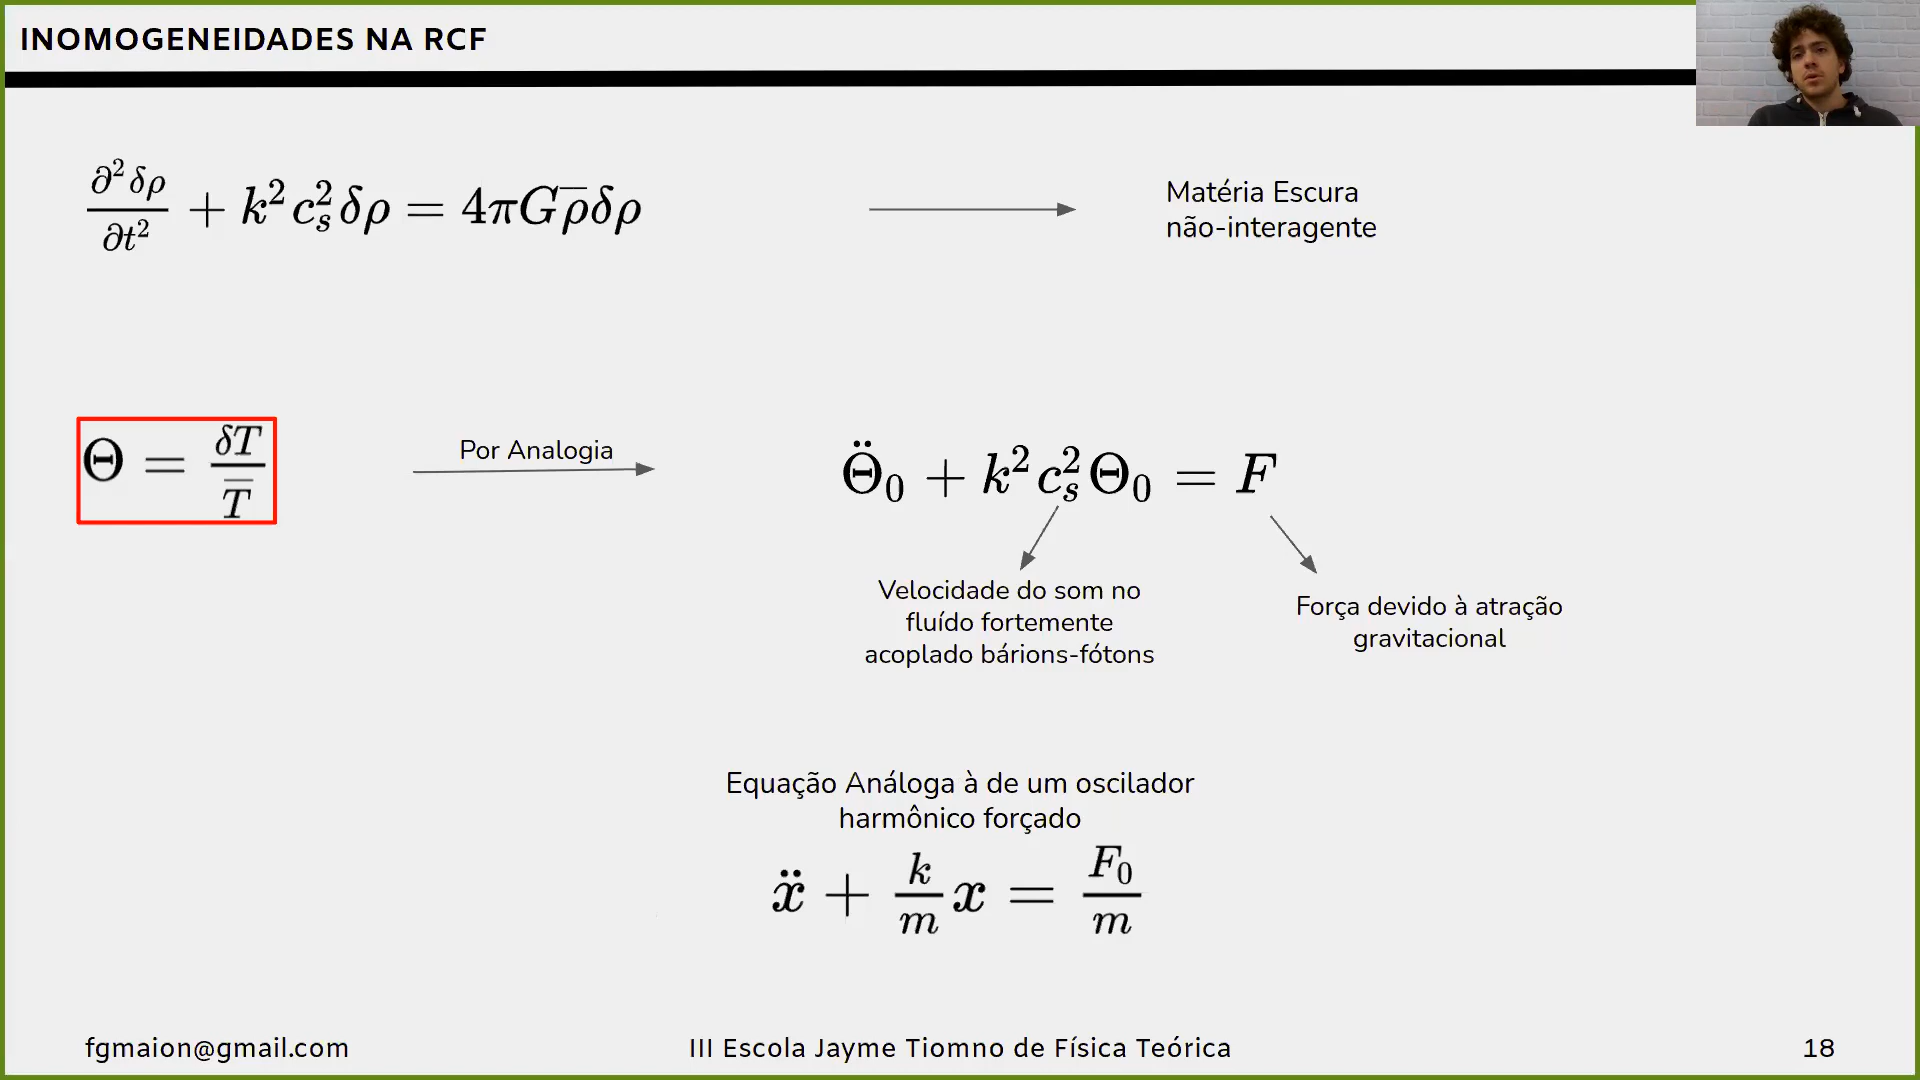 INOMOGENEIDADES NA RCF
∂²δρ/∂t² + k²cₛ²δρ = 4πGρ̅δρ
Matéria Escura
não-interagente
Θ = δT/T̅
Por Analogia
Θ̈₀ + k²cₛ²Θ₀ = F
Velocidade do som no
fluído fortemente
acoplado bárions-fótons
Força devido à atração
gravitacional
Equação Análoga à de um oscilador
harmônico forçado
ẍ + k/m x = F₀/m
fgmaion@gmail.com
III Escola Jayme Tiomno de Física Teórica
18